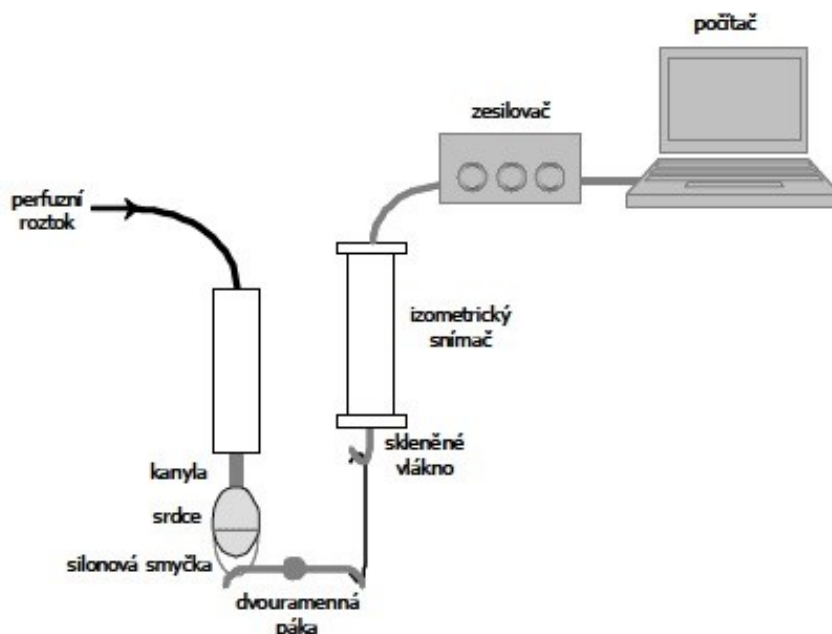 počítač
zesilovač
perfuzní
roztok
izometrický
snímač
skleněné
vlákno
kanyla
srdce
silonová smyčka
dvouramenná
páka